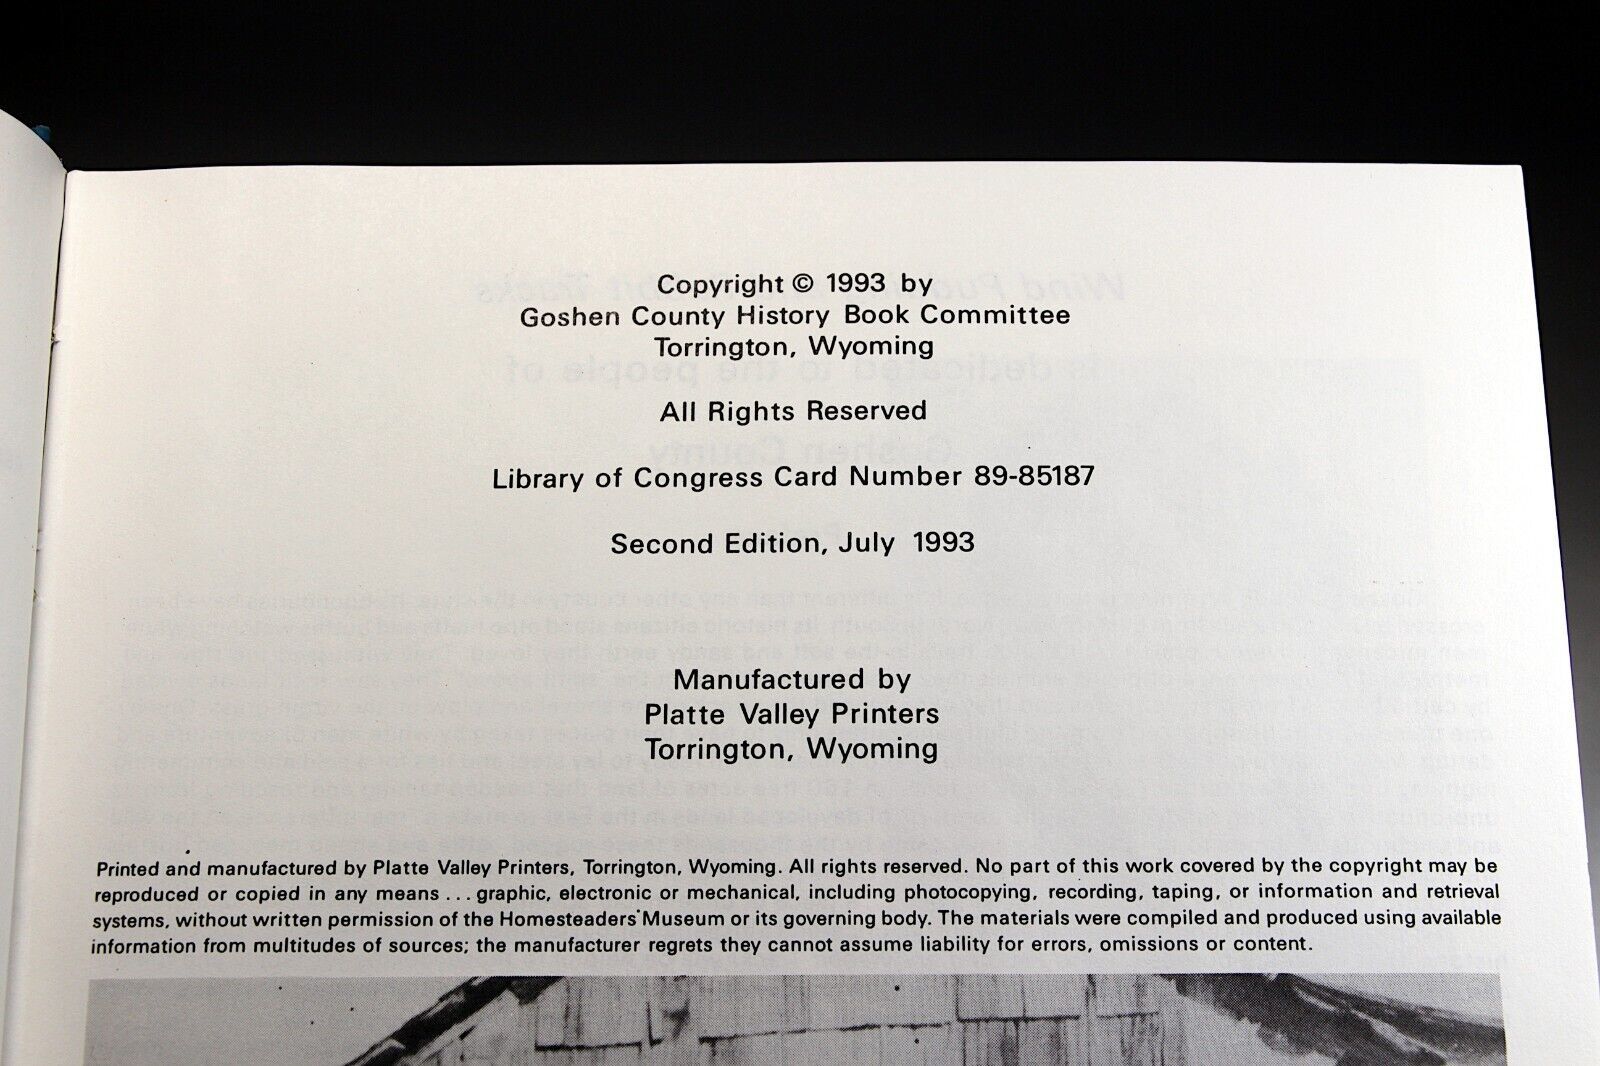 Copyright © 1993 by
Goshen County History Book Committee
Torrington, Wyoming
All Rights Reserved
Library of Congress Card Number 89-85187
Second Edition, July 1993
Manufactured by
Platte Valley Printers
Torrington, Wyoming
Printed and manufactured by Platte Valley Printers, Torrington, Wyoming. All rights reserved. No part of this work covered by the copyright may be
reproduced or copied in any means ... graphic, electronic or mechanical, including photocopying, recording, taping, or information and retrieval
systems, without written permission of the Homesteaders' Museum or its governing body. The materials were compiled and produced using available
information from multitudes of sources; the manufacturer regrets they cannot assume liability for errors, omissions or content.